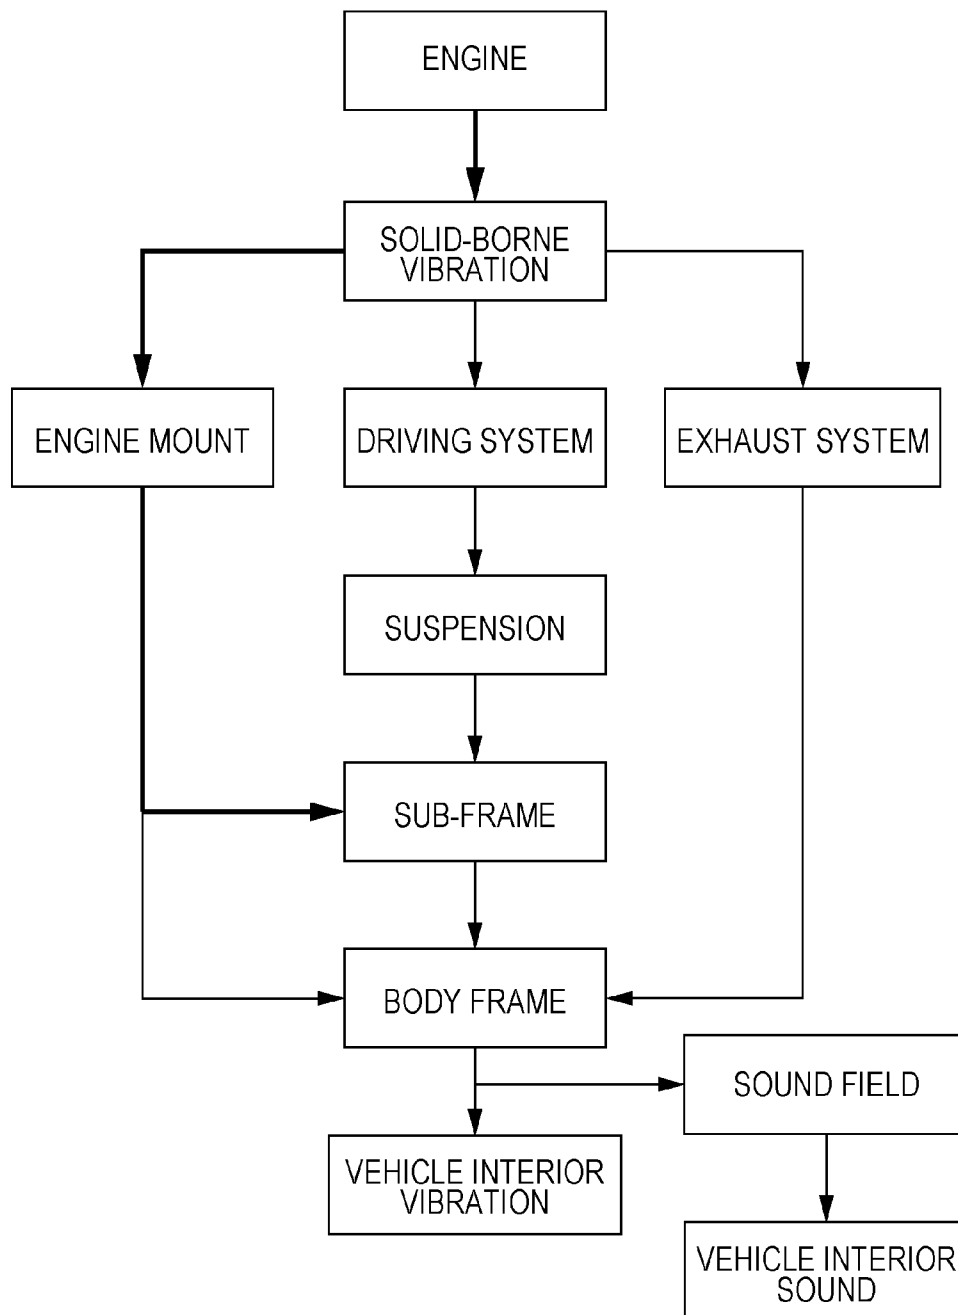 ENGINE
SOLID-BORNE
VIBRATION
ENGINE MOUNT
DRIVING SYSTEM
EXHAUST SYSTEM
SUSPENSION
SUB-FRAME
BODY FRAME
SOUND FIELD
VEHICLE INTERIOR
VIBRATION
VEHICLE INTERIOR
SOUND